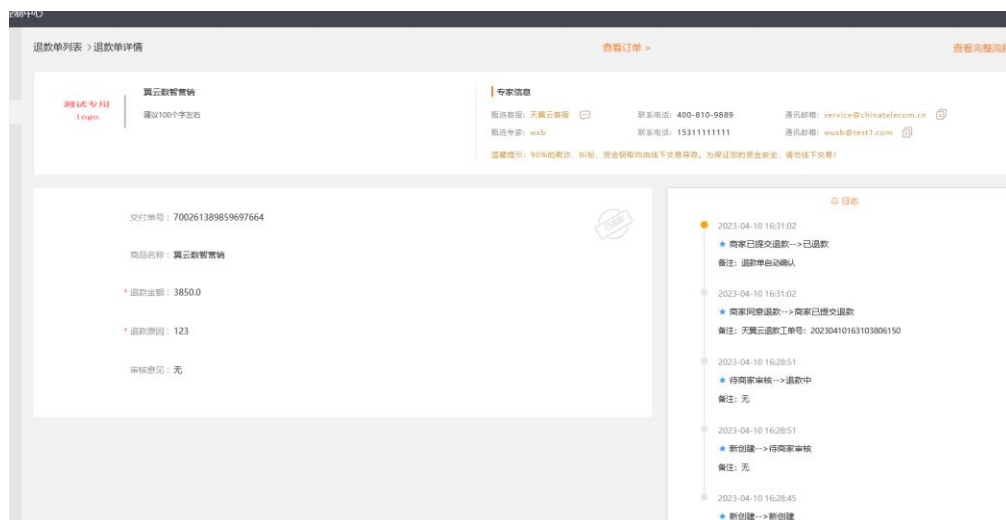 控制中心
退款单列表 >退款单详情
查看订单 >
查看完整流程
测试专用
logo
翼云数智营销
建议100个字左右
专家信息
甄选客服: 天翼云客服
联系电话: 400-810-9889
通讯邮箱: service@chinatelecom.cn
甄选专家: wxb
联系电话: 15311111111
通讯邮箱: wuxb@test1.com
温馨提示: 90%的欺诈、纠纷、资金窃取均由线下交易导致。为保证您的资金安全, 请勿线下交易!
交付单号: 700261389859697664
已退款
商品名称: 翼云数智营销
* 退款金额: 3850.0
* 退款原因: 123
审核意见: 无
日志
2023-04-10 16:31:02
★ 商家已提交退款-->已退款
备注: 退款单自动确认
2023-04-10 16:31:02
★ 商家同意退款-->商家已提交退款
备注: 天翼云退款工单号: 20230410163103806150
2023-04-10 16:28:51
★ 待商家审核-->退款中
备注: 无
2023-04-10 16:28:51
★ 新创建-->待商家审核
备注: 无
2023-04-10 16:28:45
★ 新创建-->新创建